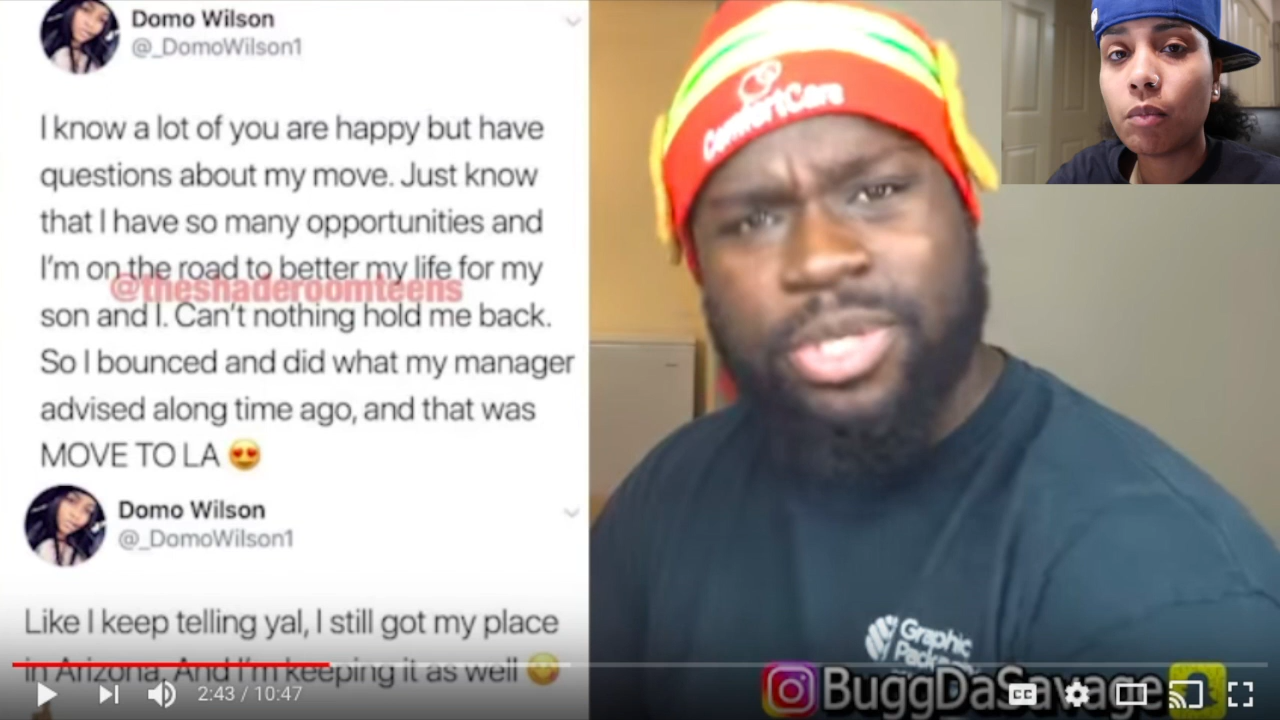 Domo Wilson
@_DomoWilson1
I know a lot of you are happy but have
questions about my move. Just know
that I have so many opportunities and
I'm on the road to better my life for my
@theshaderoomteens
son and I. Can't nothing hold me back.
So I bounced and did what my manager
advised along time ago, and that was
MOVE TO LA 😍
Domo Wilson
@_DomoWilson1
Like I keep telling yal, I still got my place
in Arizona. And I'm keeping it as well
ComfortCare
Graphic
BuggDaSavage
2:43 / 10:47
CC